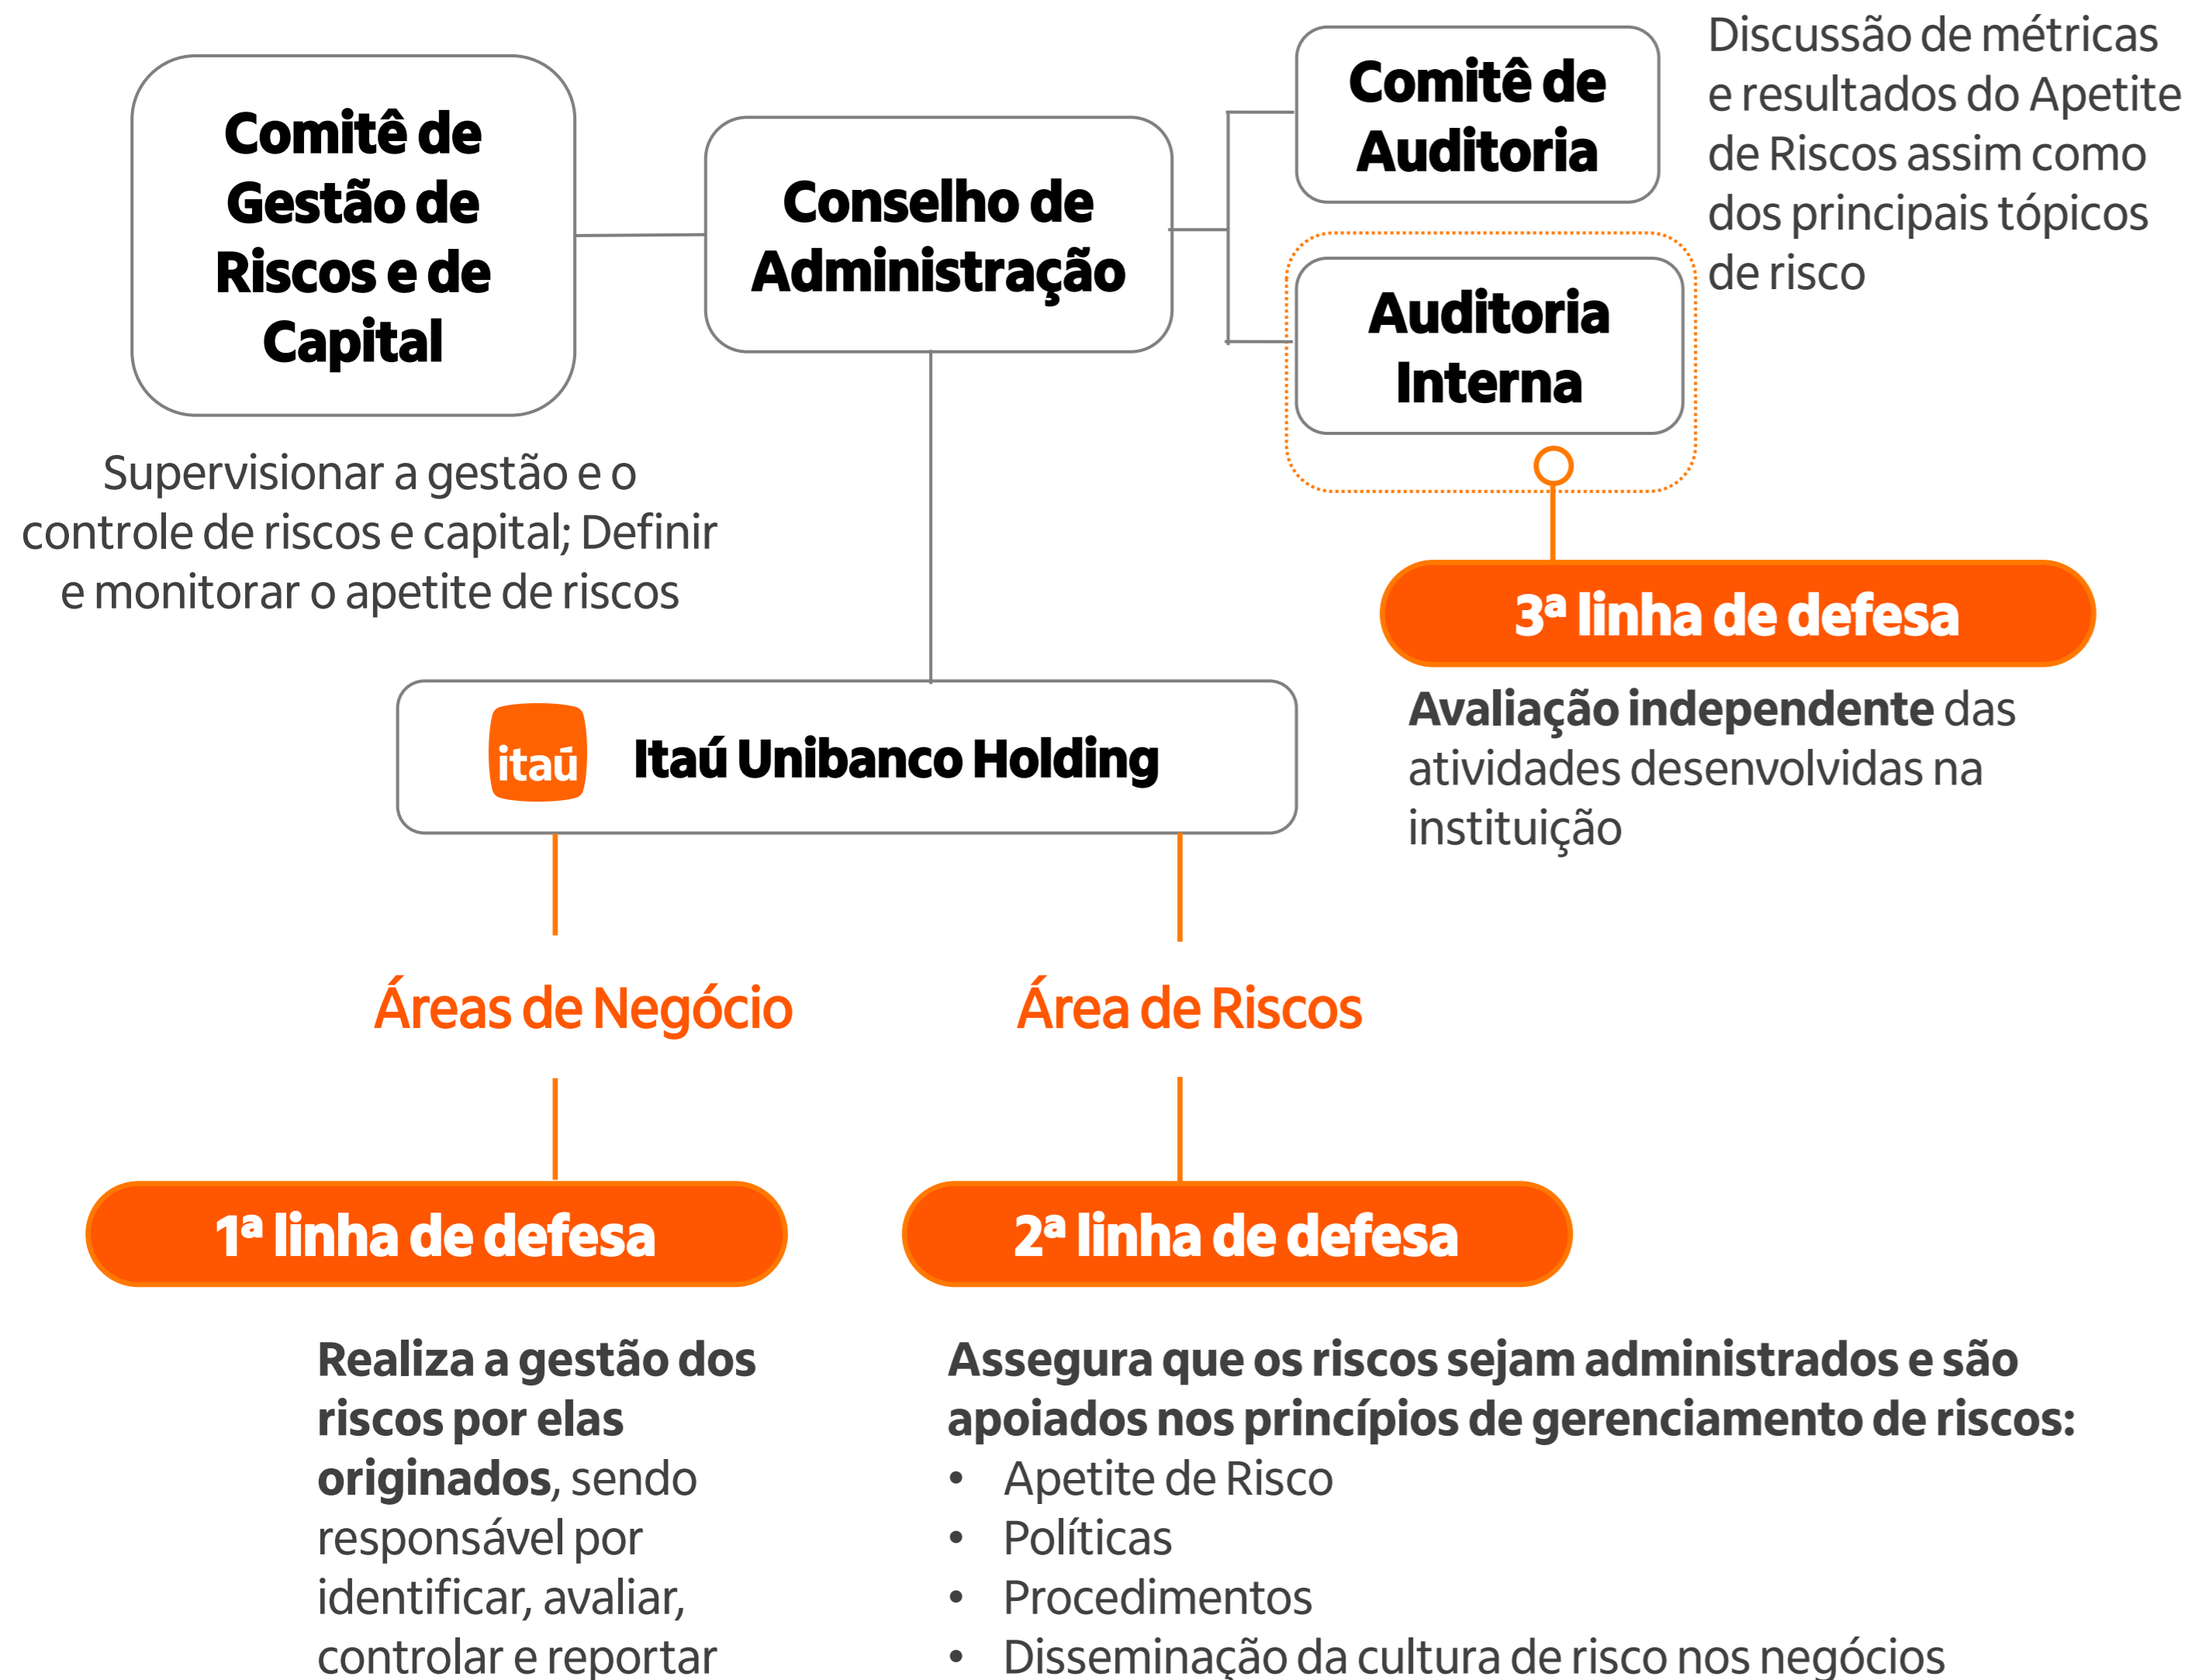 Comitê de
Gestão de
Riscos e de
Capital
Supervisionar a gestão e o
controle de riscos e capital; Definir
e monitorar o apetite de riscos
Conselho de
Administração
Comitê de
Auditoria
Discussão de métricas
e resultados do Apetite
de Riscos assim como
dos principais tópicos
de risco
Auditoria
Interna
3ª linha de defesa
Avaliação independente das
atividades desenvolvidas na
instituição
itaú
Itaú Unibanco Holding
Áreas de Negócio
Área de Riscos
1ª linha de defesa
Realiza a gestão dos
riscos por elas
originados, sendo
responsável por
identificar, avaliar,
controlar e reportar
2ª linha de defesa
Assegura que os riscos sejam administrados e são
apoiados nos princípios de gerenciamento de riscos:
• Apetite de Risco
• Políticas
• Procedimentos
• Disseminação da cultura de risco nos negócios